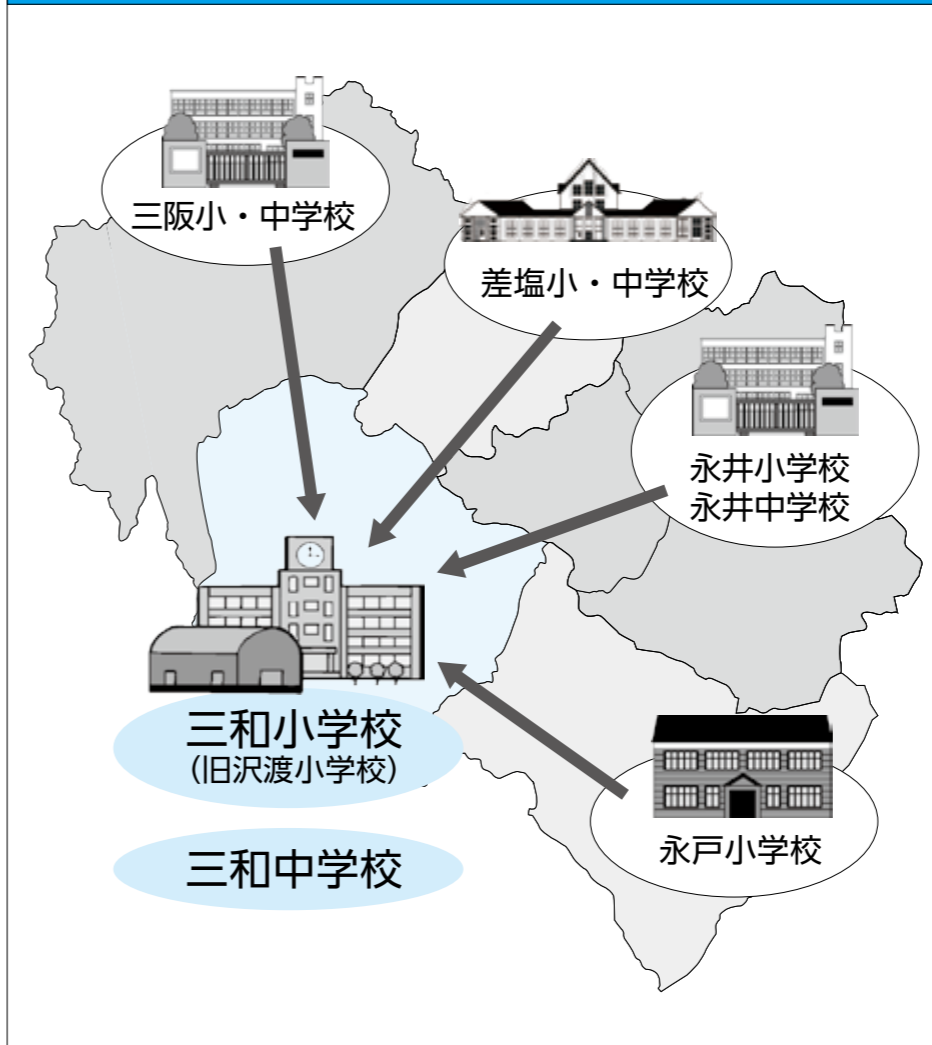 三阪小・中学校
差塩小・中学校
永井小学校
永井中学校
三和小学校
（旧沢渡小学校）
永戸小学校
三和中学校